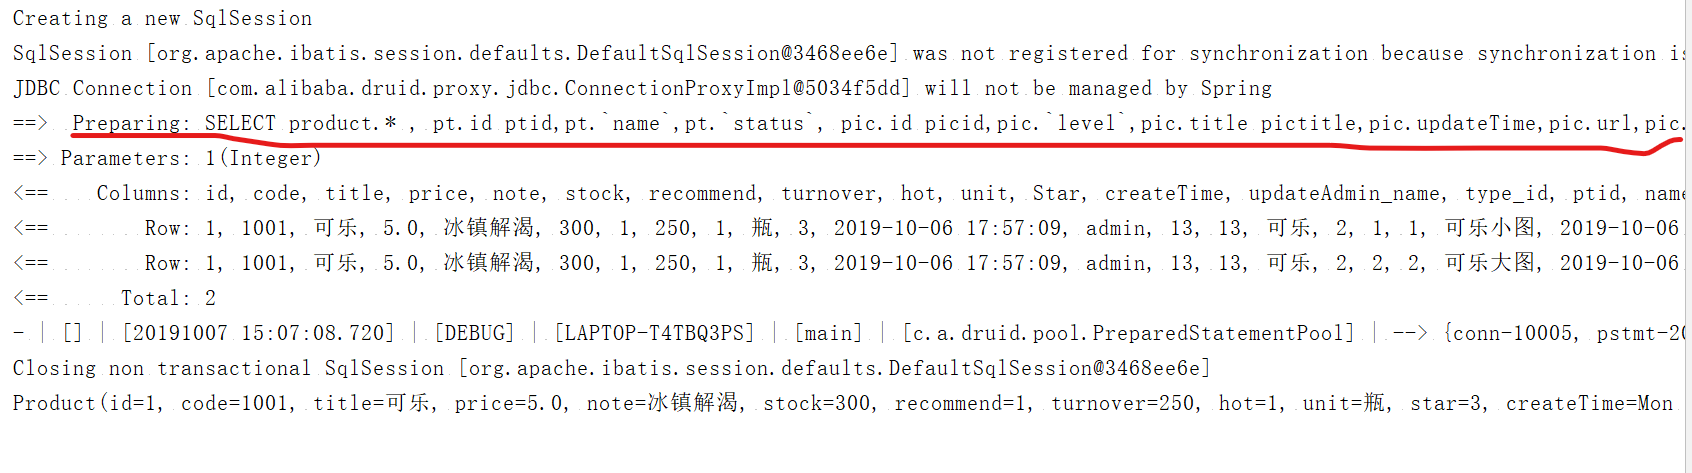 Creating a new SqlSession
SqlSession [org.apache.ibatis.session.defaults.DefaultSqlSession@3468ee6e] was not registered for synchronization because synchronization is
JDBC Connection [com.alibaba.druid.proxy.jdbc.ConnectionProxyImpl@5034f5dd] will not be managed by Spring
==>  Preparing: SELECT product.* , pt.id ptid,pt.`name`,pt.`status`, pic.id picid,pic.`level`,pic.title pictitle,pic.updateTime,pic.url,pic.
==> Parameters: 1(Integer)
<==    Columns: id, code, title, price, note, stock, recommend, turnover, hot, unit, Star, createTime, updateAdmin_name, type_id, ptid, name
<==        Row: 1, 1001, 可乐, 5.0, 冰镇解渴, 300, 1, 250, 1, 瓶, 3, 2019-10-06 17:57:09, admin, 13, 13, 可乐, 2, 1, 1, 可乐小图, 2019-10-06
<==        Row: 1, 1001, 可乐, 5.0, 冰镇解渴, 300, 1, 250, 1, 瓶, 3, 2019-10-06 17:57:09, admin, 13, 13, 可乐, 2, 2, 2, 可乐大图, 2019-10-06
<==      Total: 2
- | [] | [20191007 15:07:08.720] | [DEBUG] | [LAPTOP-T4TBQ3PS] | [main] | [c.a.druid.pool.PreparedStatementPool] | --> {conn-10005, pstmt-20
Closing non transactional SqlSession [org.apache.ibatis.session.defaults.DefaultSqlSession@3468ee6e]
Product(id=1, code=1001, title=可乐, price=5.0, note=冰镇解渴, stock=300, recommend=1, turnover=250, hot=1, unit=瓶, star=3, createTime=Mon